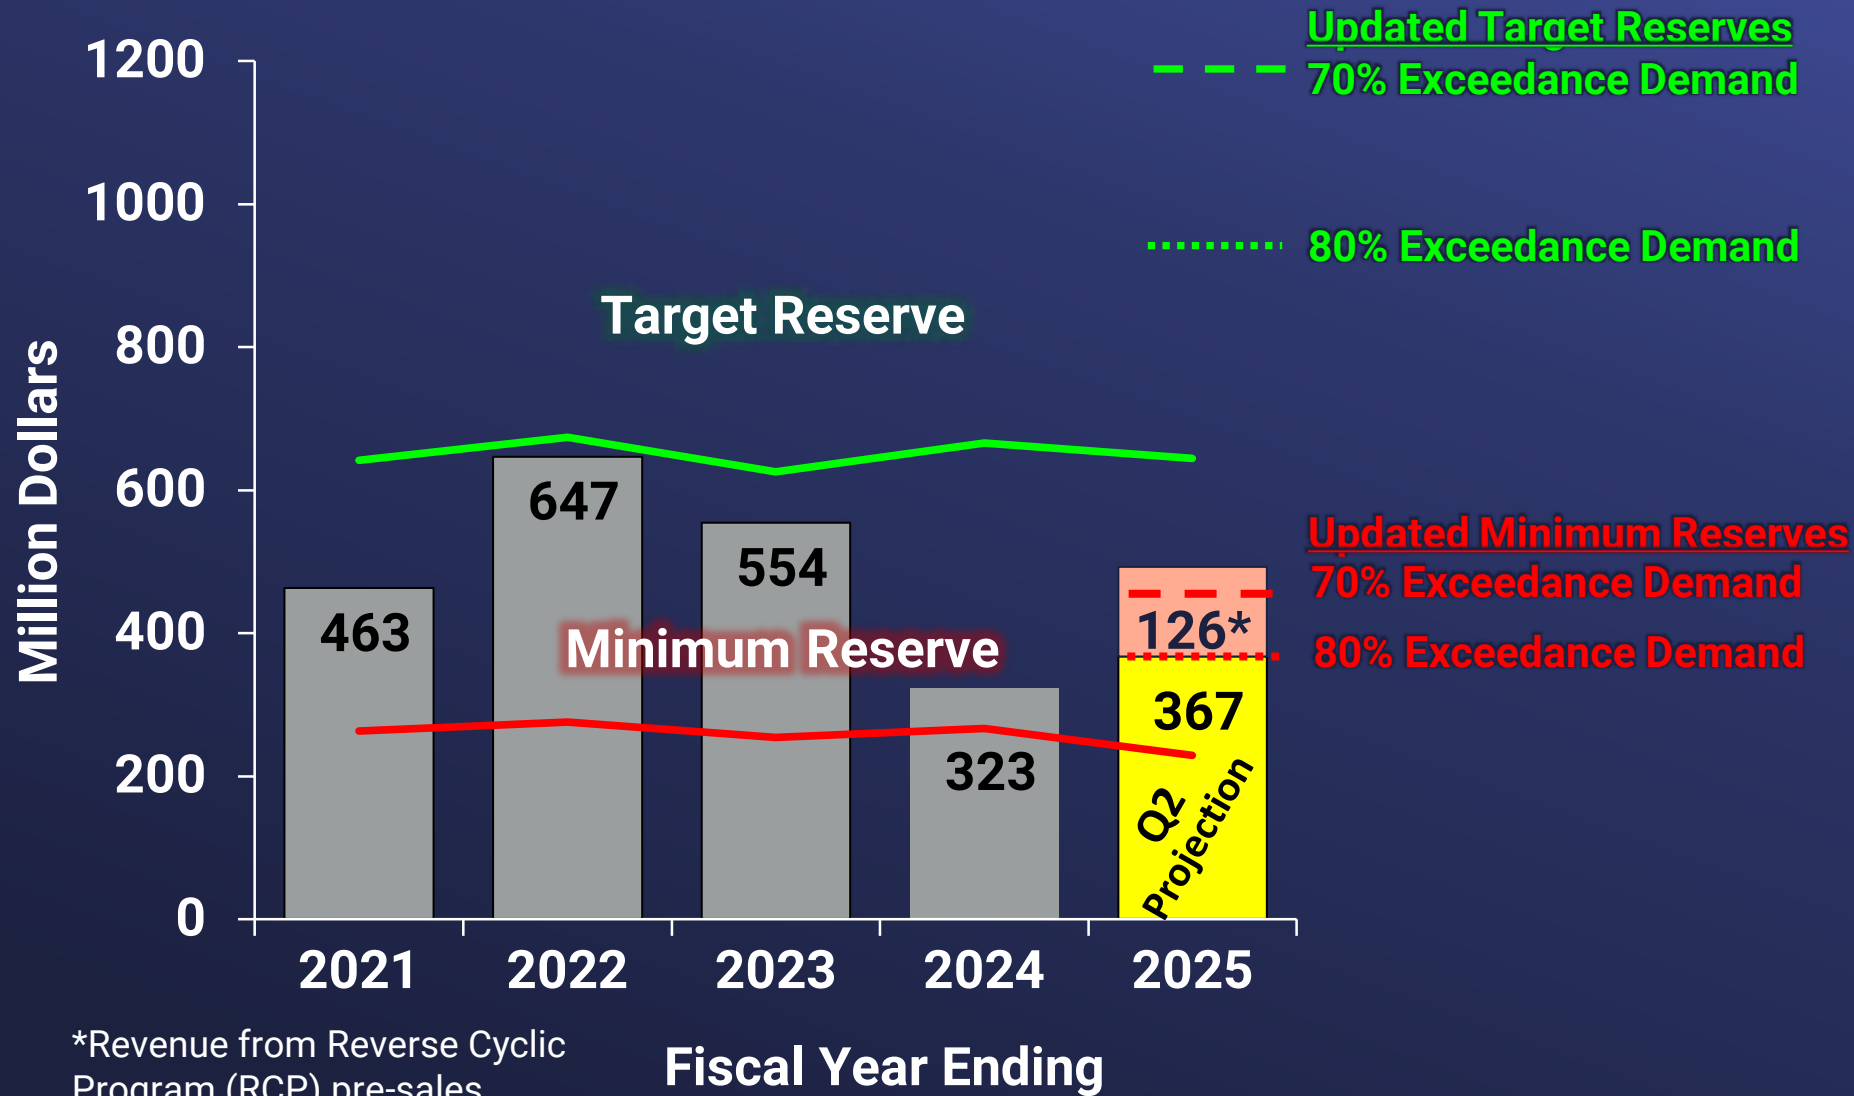 Updated Target Reserves
70% Exceedance Demand
80% Exceedance Demand
1200
1000
800
600
400
200
0
Million Dollars
Target Reserve
Minimum Reserve
463
647
554
323
126*
367
Q2
Projection
Updated Minimum Reserves
70% Exceedance Demand
80% Exceedance Demand
2021
2022
2023
2024
2025
Fiscal Year Ending
*Revenue from Reverse Cyclic
Program (RCP) pre-sales